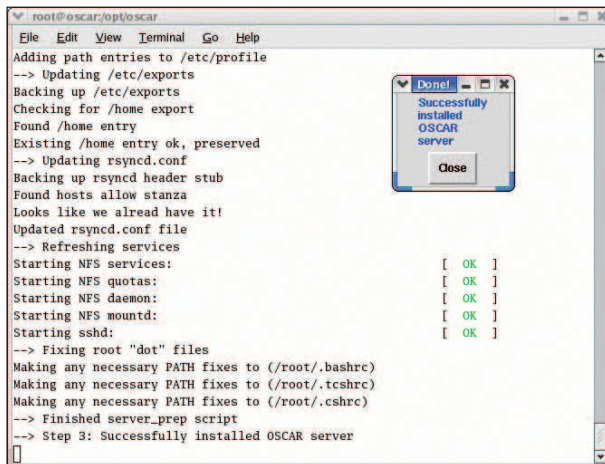 root@oscar:/opt/oscar
File Edit View Terminal Go Help
Adding path entries to /etc/profile
--> Updating /etc/exports
Backing up /etc/exports
Checking for /home export
Found /home entry
Existing /home entry ok, preserved
--> Updating rsyncd.conf
Backing up rsyncd header stub
Found hosts allow stanza
Looks like we alread have it!
Updated rsyncd.conf file
--> Refreshing services
Starting NFS services: [ OK ]
Starting NFS quotas: [ OK ]
Starting NFS daemon: [ OK ]
Starting NFS mountd: [ OK ]
Starting sshd: [ OK ]
--> Fixing root "dot" files
Making any necessary PATH fixes to (/root/.bashrc)
Making any necessary PATH fixes to (/root/.tcshrc)
Making any necessary PATH fixes to (/root/.cshrc)
--> Finished server_prep script
--> Step 3: Successfully installed OSCAR server
Done!
Successfully
installed
OSCAR
server
Close